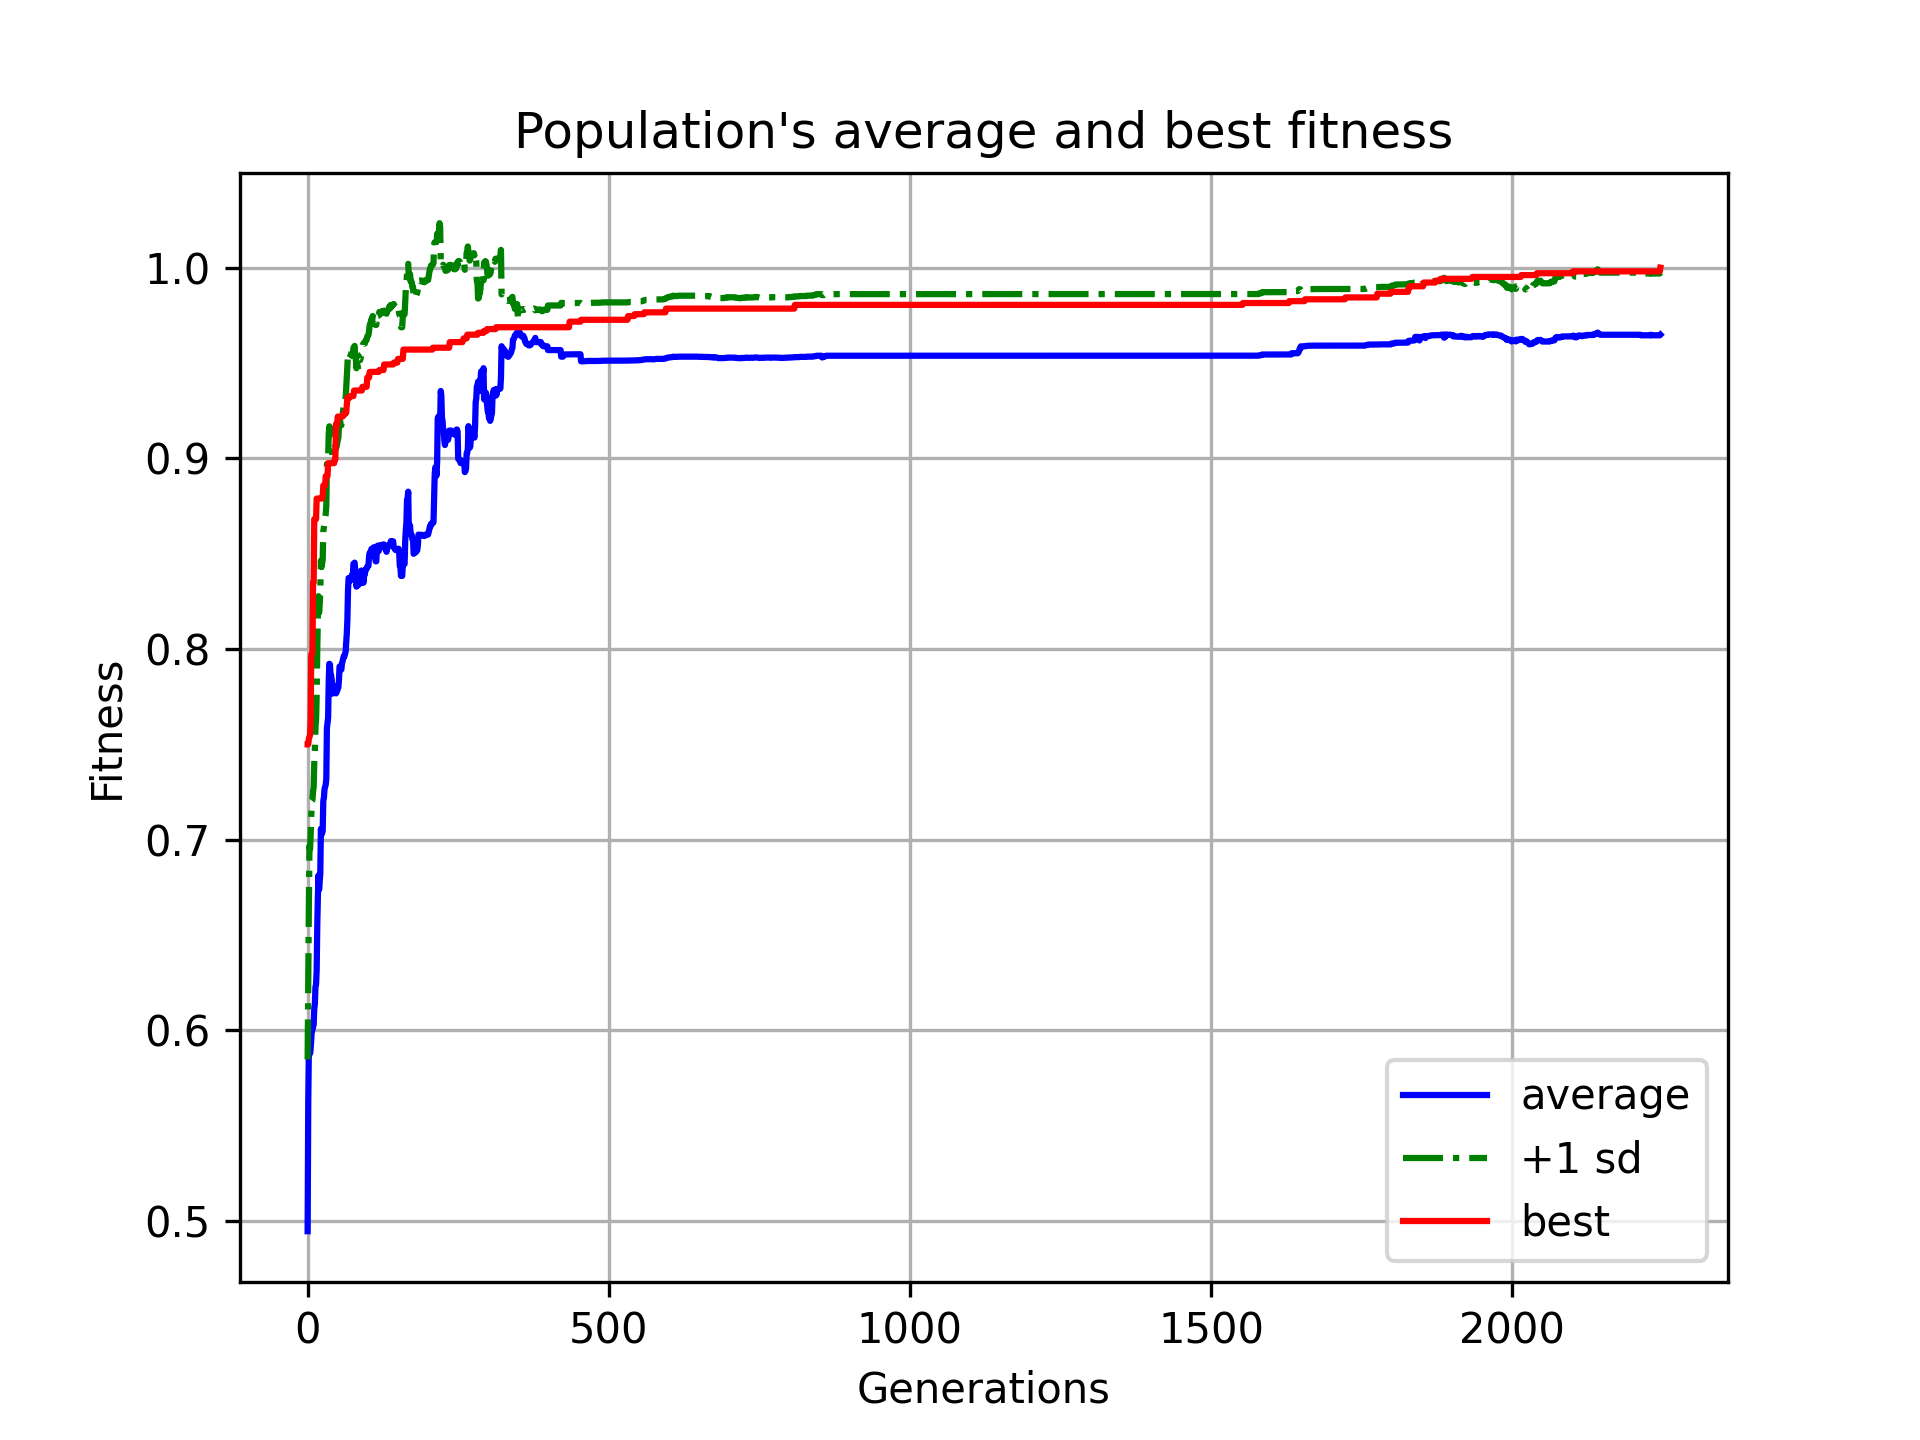 Population's average and best fitness
1.0
0.9
0.8
0.7
0.6
0.5
Fitness
0
500
1000
1500
2000
Generations
average
+1 sd
best